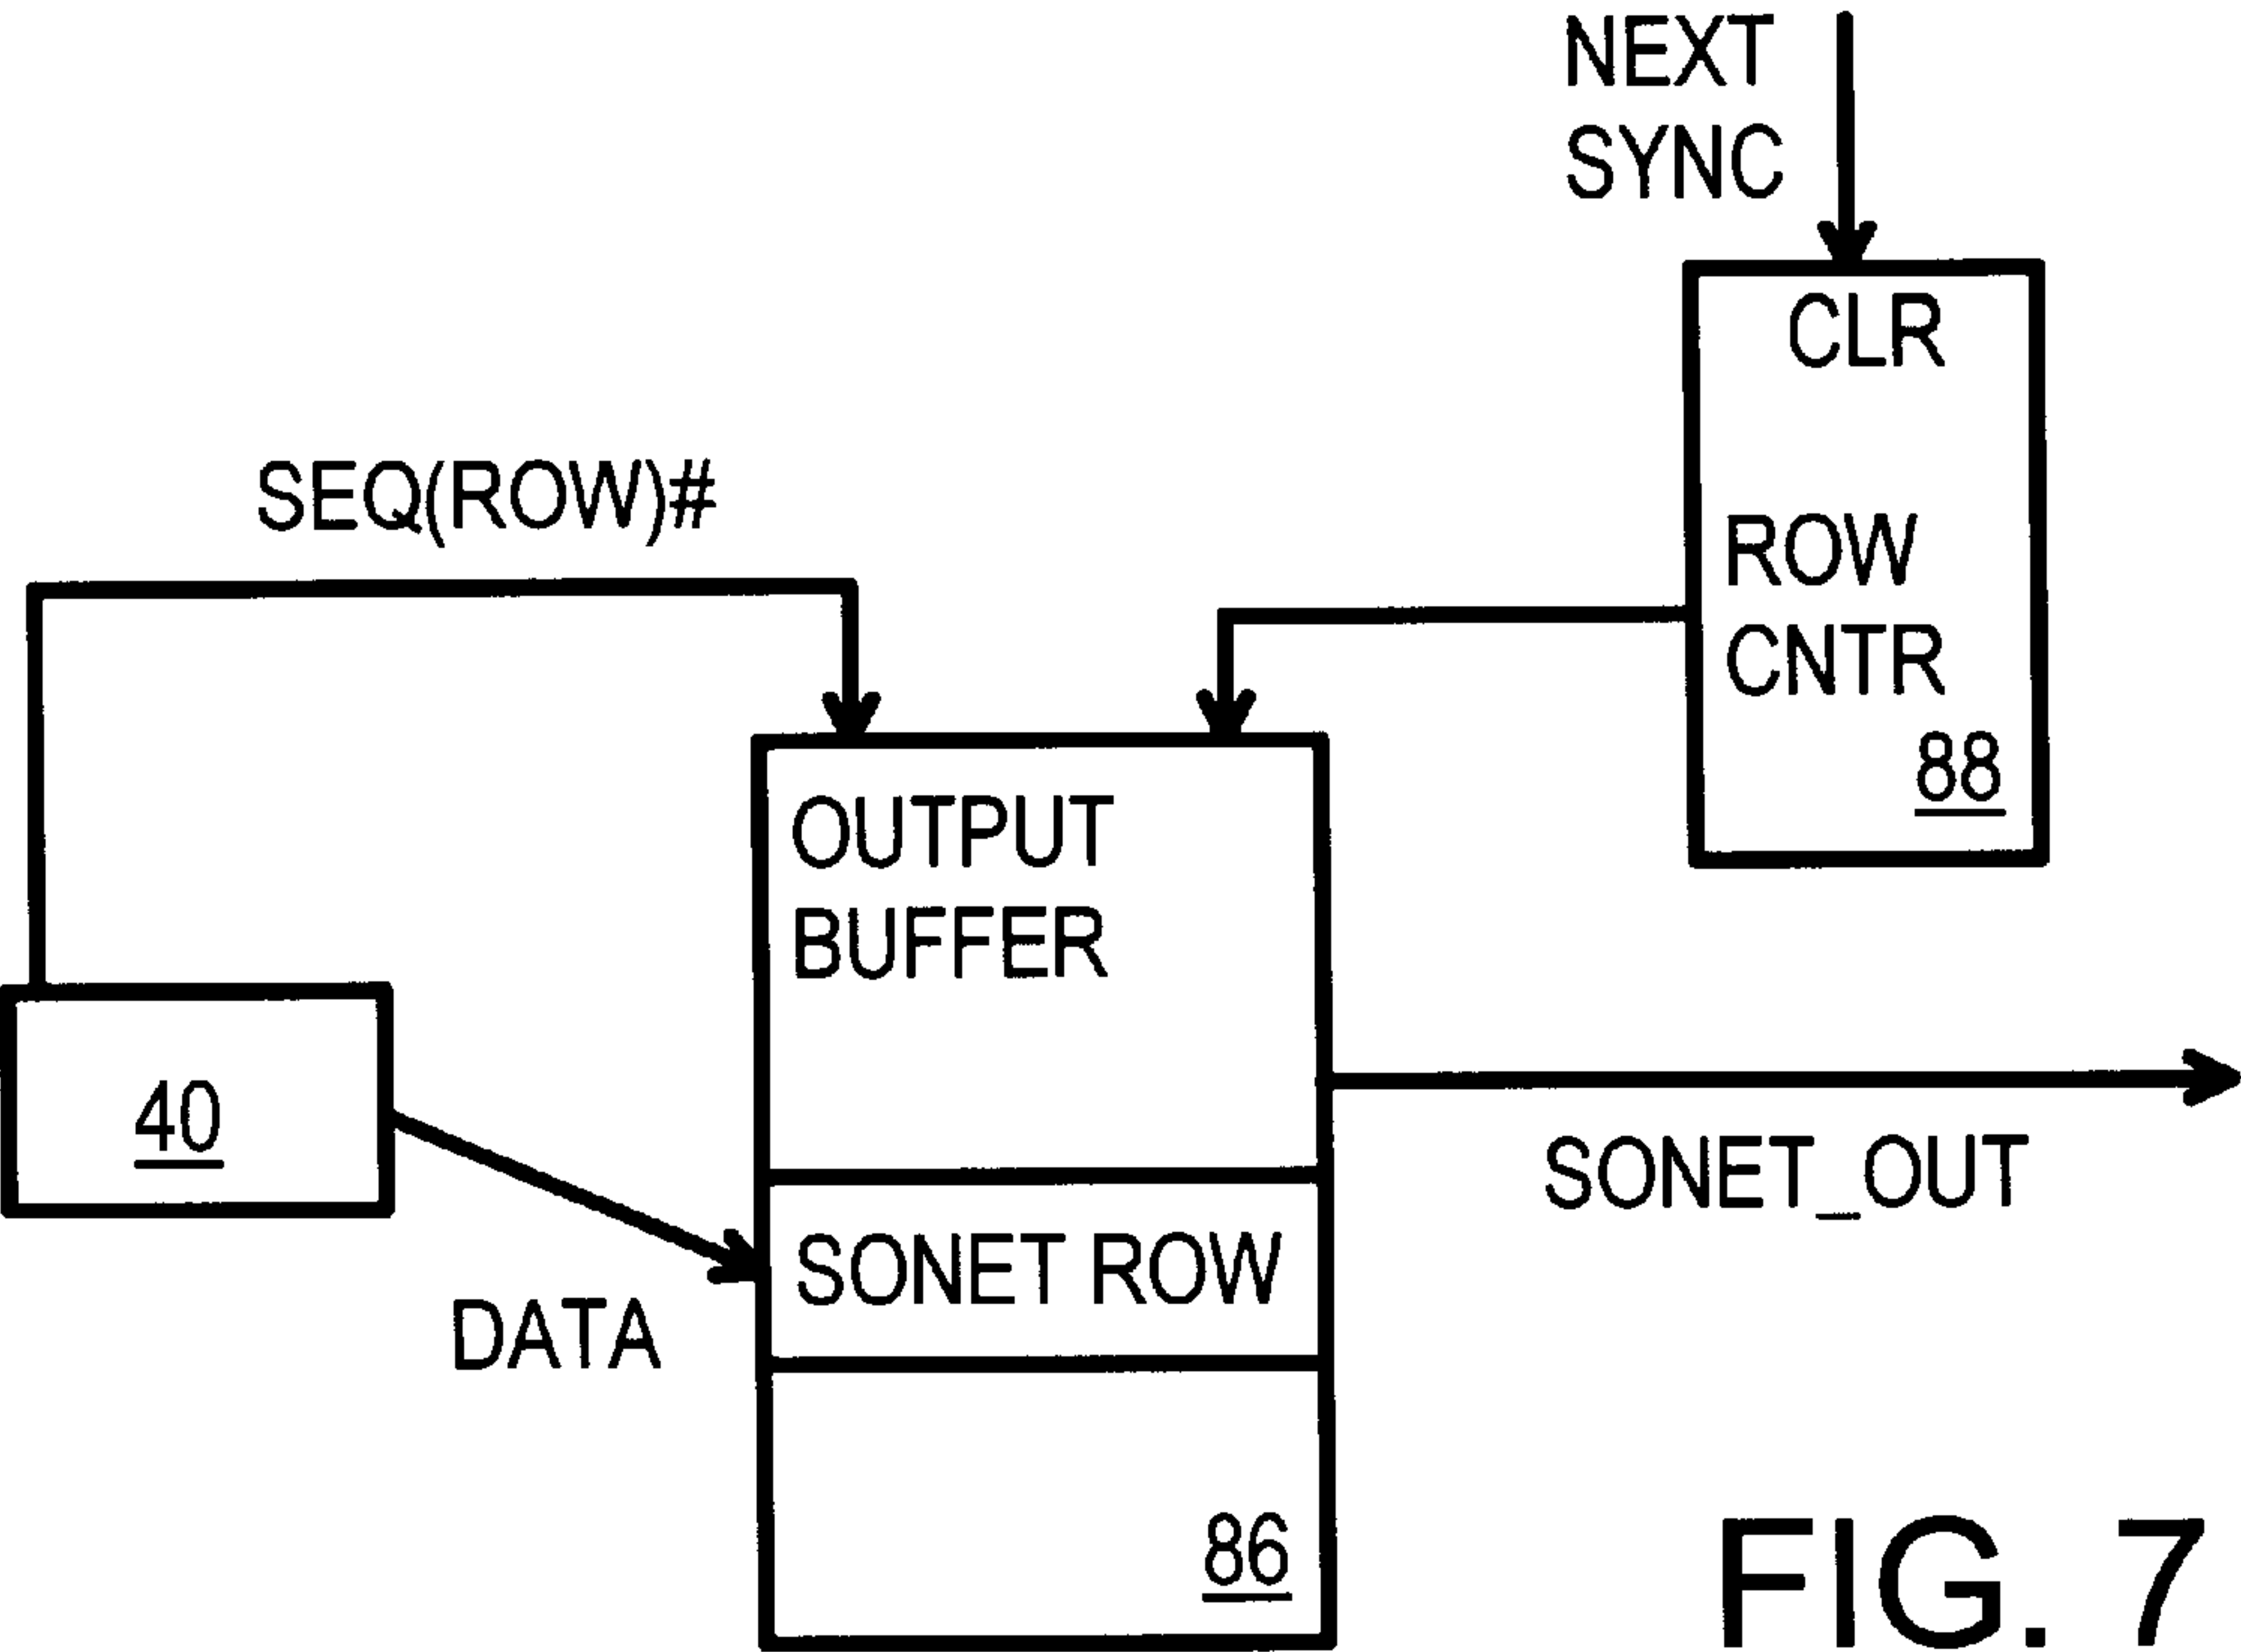 NEXT
SYNC
CLR
SEQ(ROW)#
ROW
CNTR
88
OUTPUT
BUFFER
40
SONET_OUT
SONET ROW
DATA
86
FIG. 7